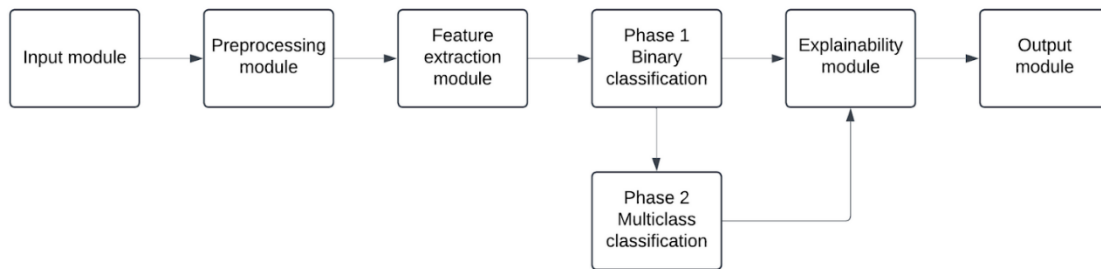 Input module
Preprocessing
module
Feature
extraction
module
Phase 1
Binary
classification
Explainability
module
Output
module
Phase 2
Multiclass
classification